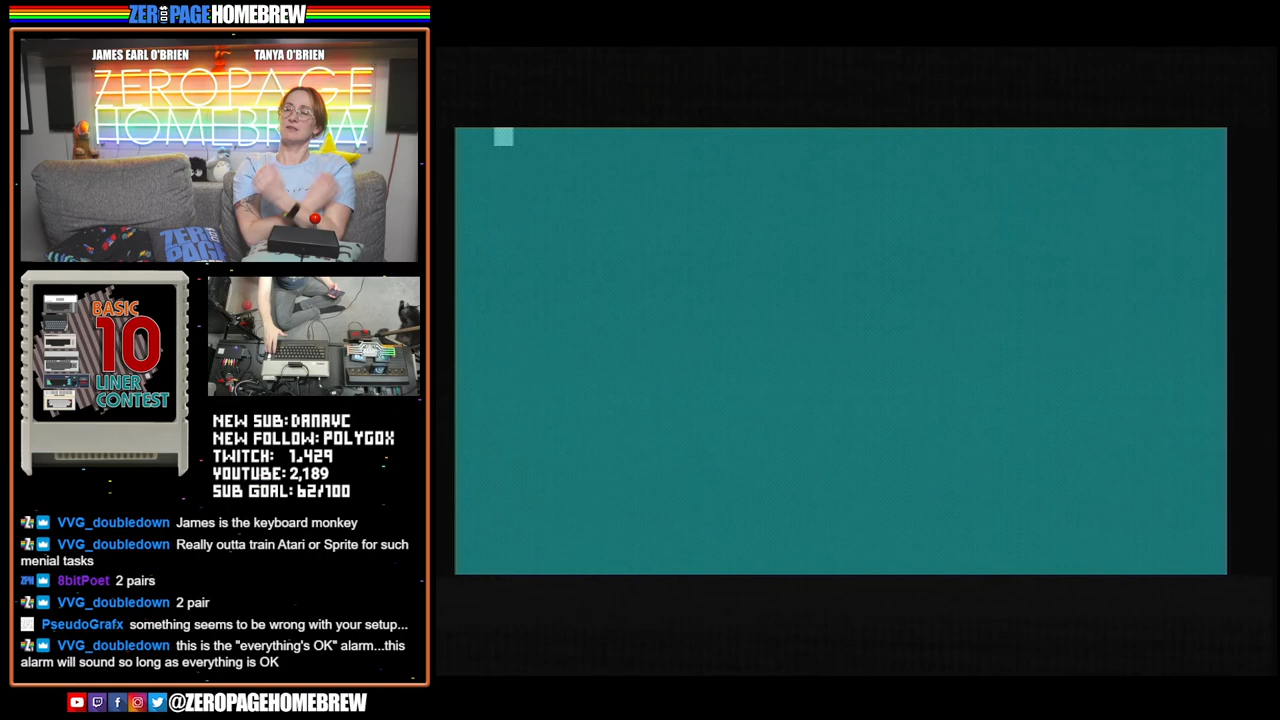 ZEROPAGEHOMEBREW
JAMES EARL O'BRIEN
TANYA O'BRIEN
ZEROPAGE
HOMEBREW
ZERO
PAGE
BASIC
10
LINER
CONTEST
NEW SUB: DANAVC
NEW FOLLOW: POLYGOX
TWITCH: 1,429
YOUTUBE: 2,189
SUB GOAL: 62/100
VVG_doubledown James is the keyboard monkey
VVG_doubledown Really outta train Atari or Sprite for such
menial tasks
8bitPoet 2 pairs
VVG_doubledown 2 pair
PseudoGrafx something seems to be wrong with your setup...
VVG_doubledown this is the "everything's OK" alarm...this
alarm will sound so long as everything is OK
@ZEROPAGEHOMEBREW